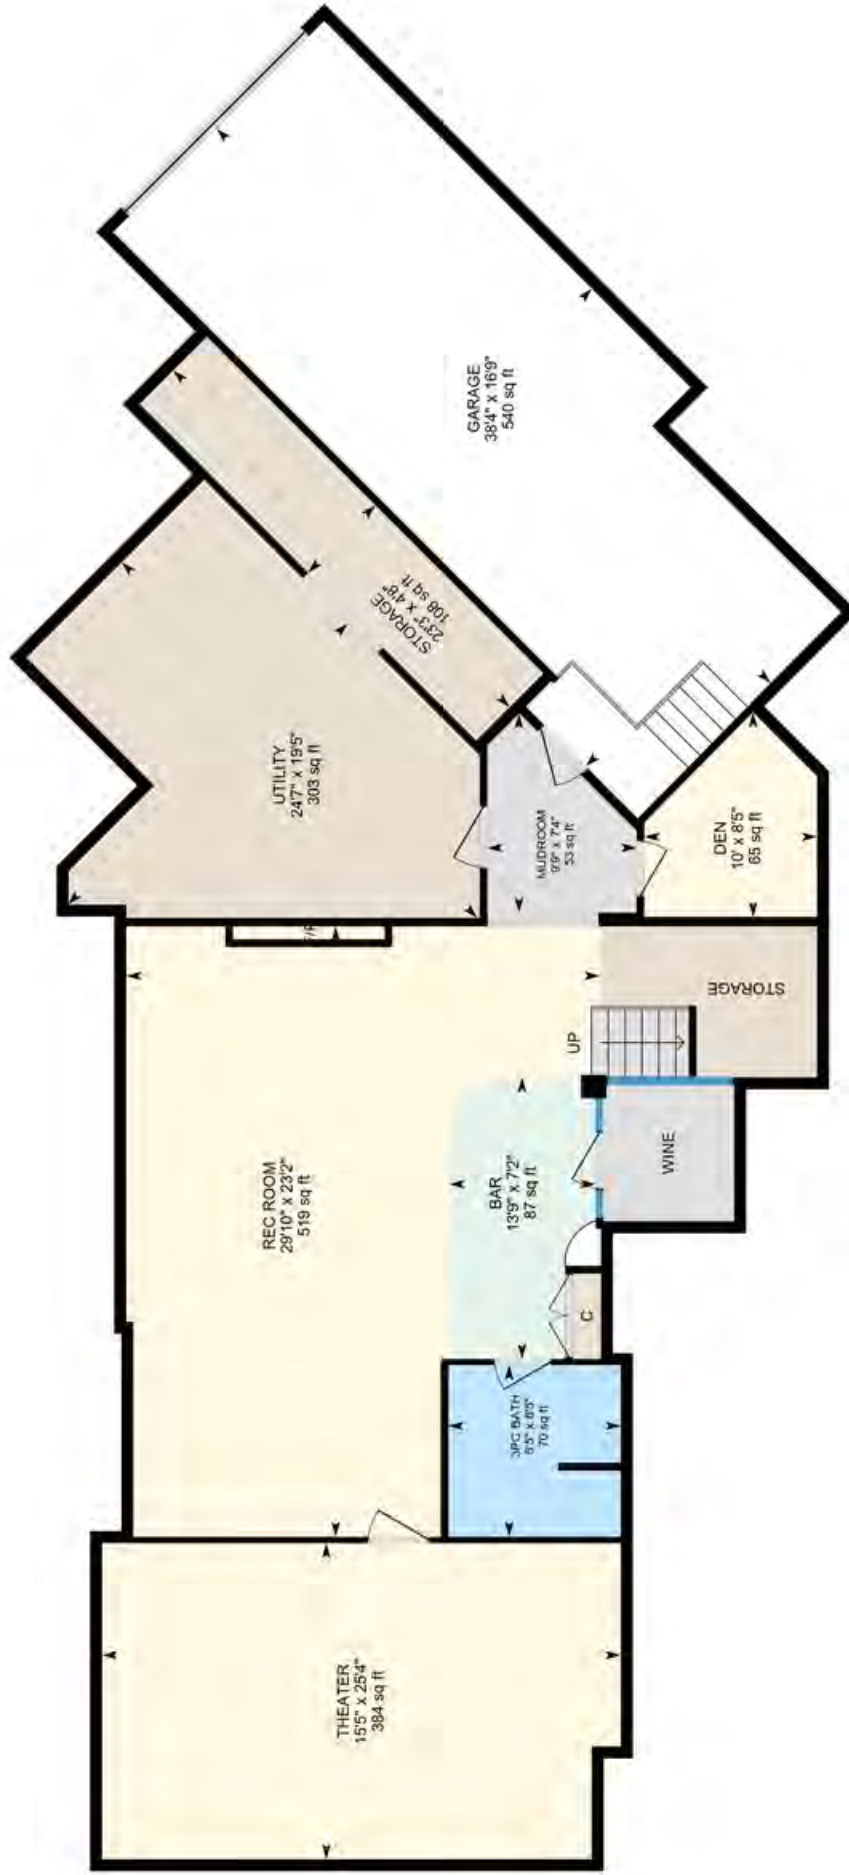 GARAGE
38'4" x 16'9"
540 sq ft
STORAGE
23'3" x 4'8"
108 sq ft
UTILITY
24'7" x 19'5"
303 sq ft
MUDROOM
9'9" x 7'4"
53 sq ft
DEN
10' x 8'5"
65 sq ft
STORAGE
UP
REC ROOM
29'10" x 23'2"
519 sq ft
BAR
13'9" x 7'2"
87 sq ft
WINE
C
3PC BATH
8'5" x 8'5"
70 sq ft
THEATER
15'5" x 25'4"
384 sq ft